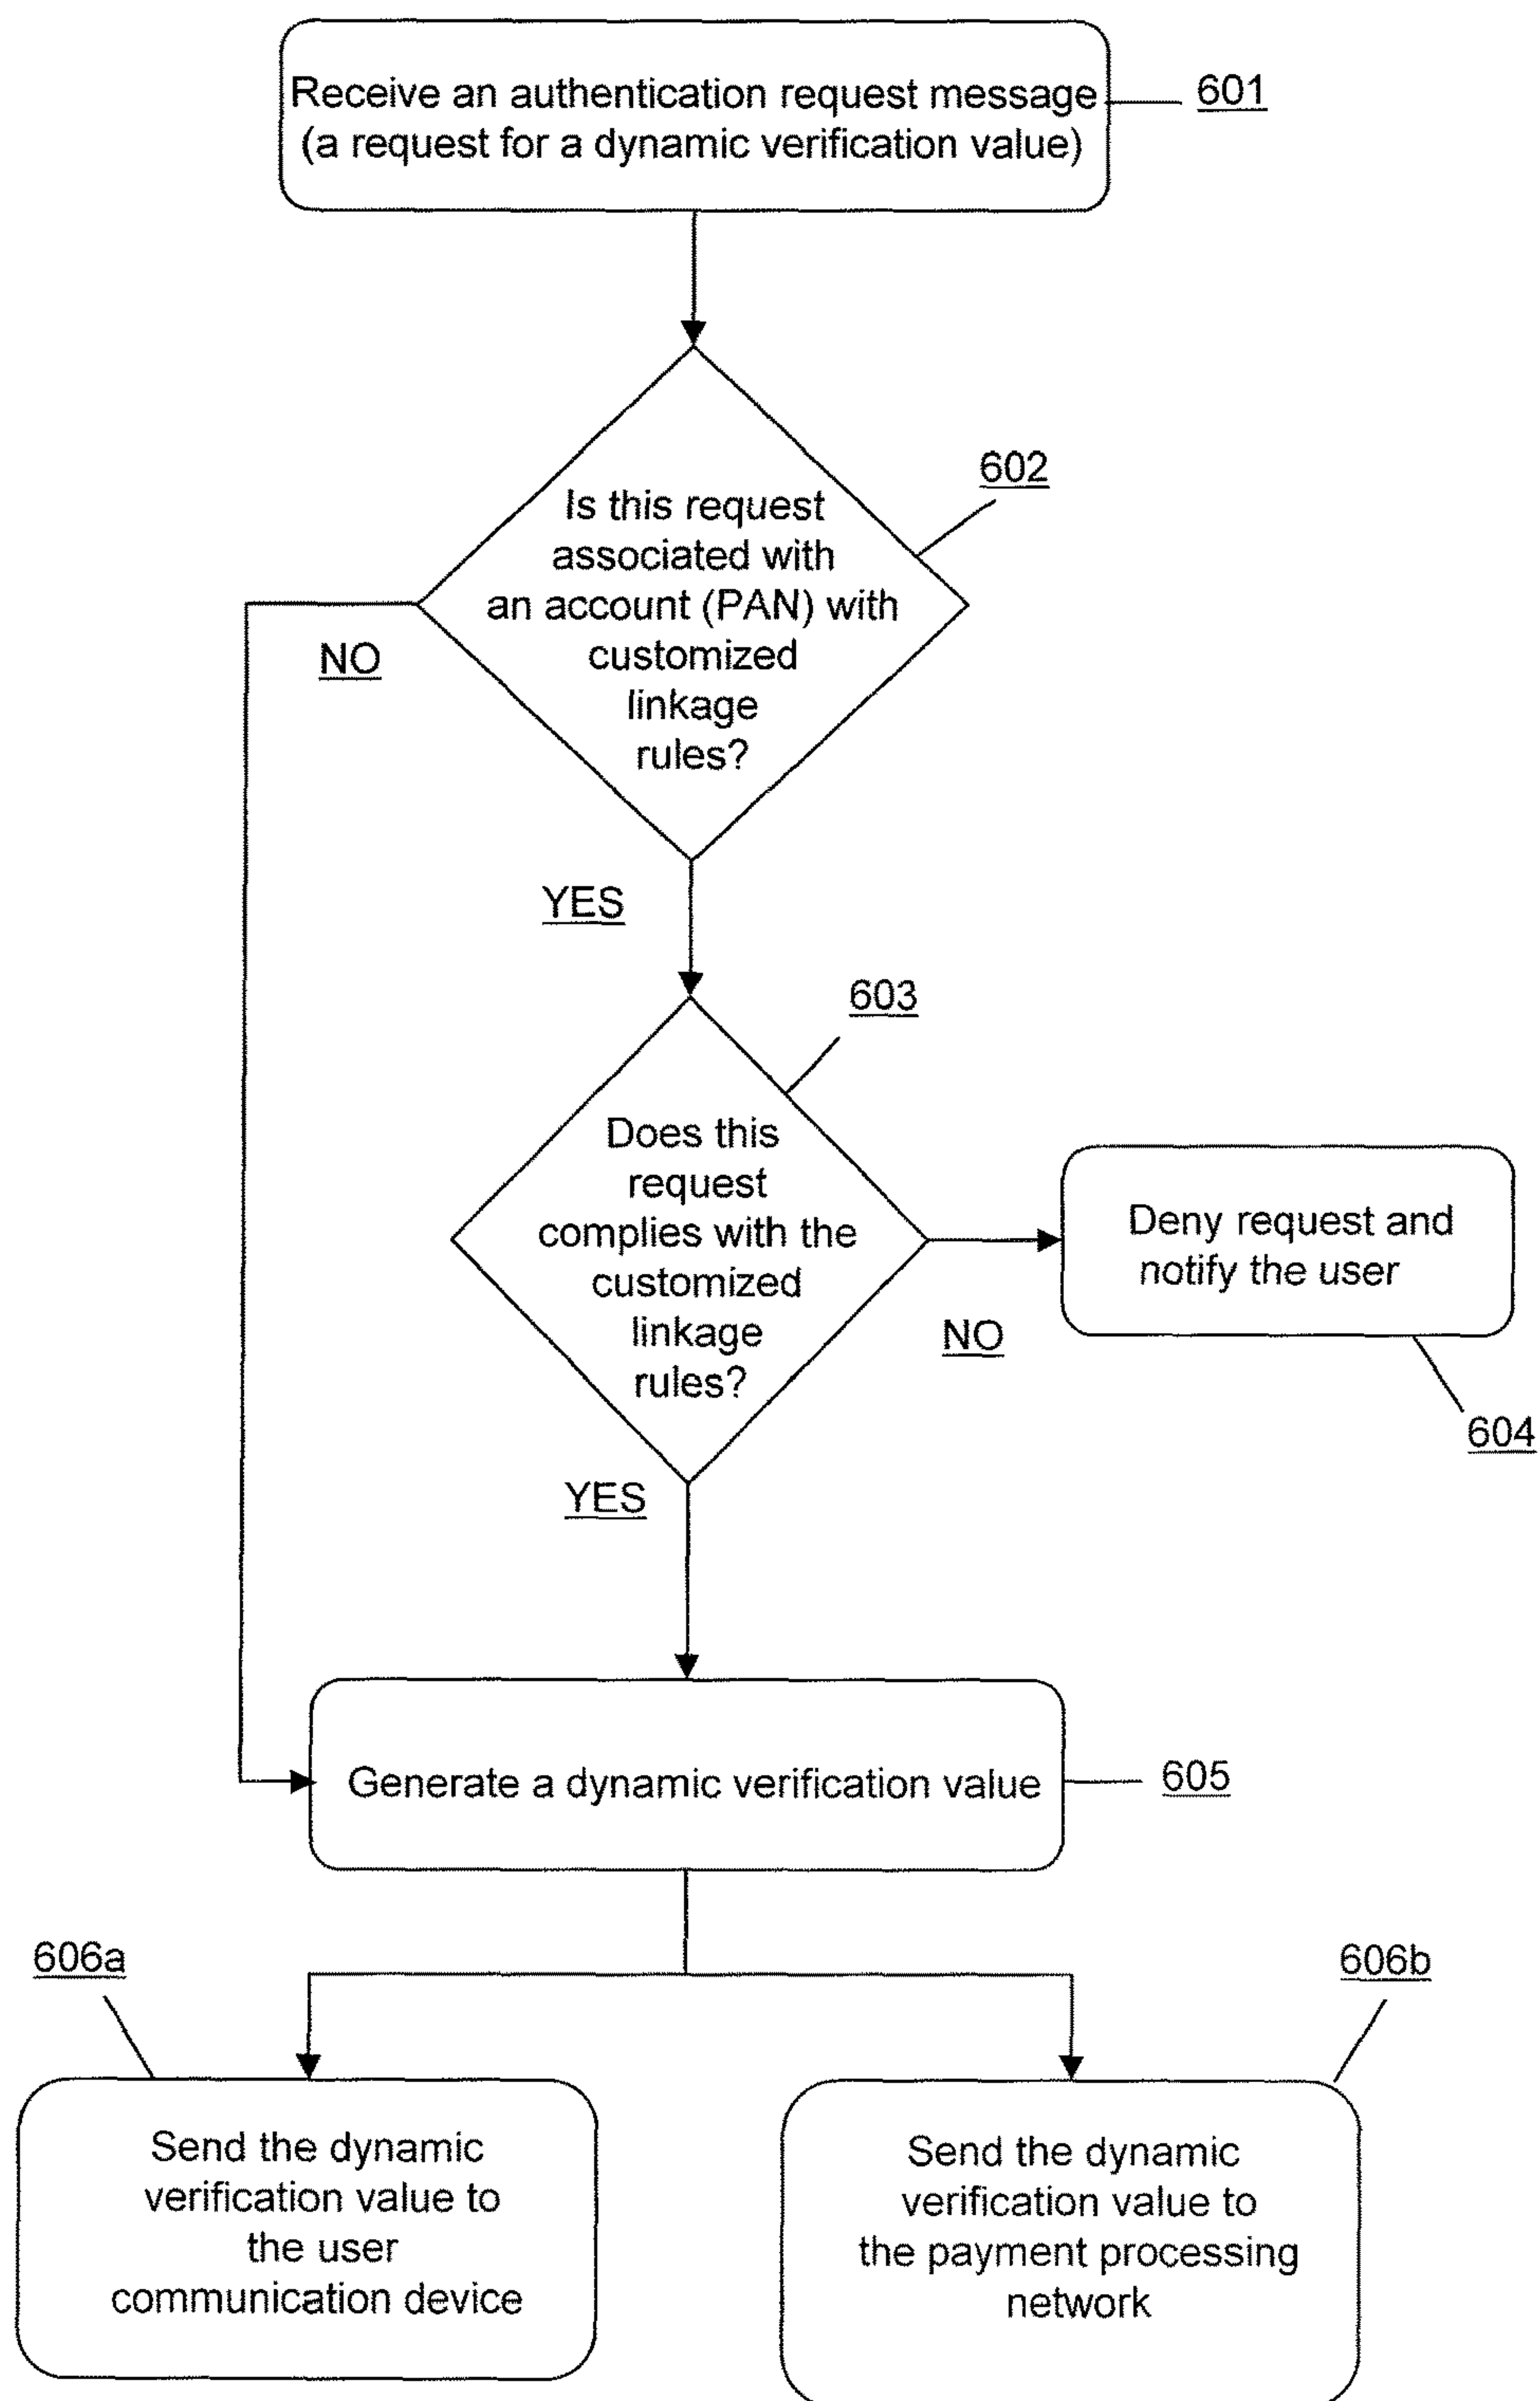 Receive an authentication request message
(a request for a dynamic verification value)
601
602
Is this request
associated with
an account (PAN) with
customized
linkage
rules?
NO
YES
603
Does this
request
complies with the
customized
linkage
rules?
Deny request and
notify the user
NO
604
YES
Generate a dynamic verification value
605
606a
606b
Send the dynamic
verification value to
the user
communication device
Send the dynamic
verification value to
the payment processing
network